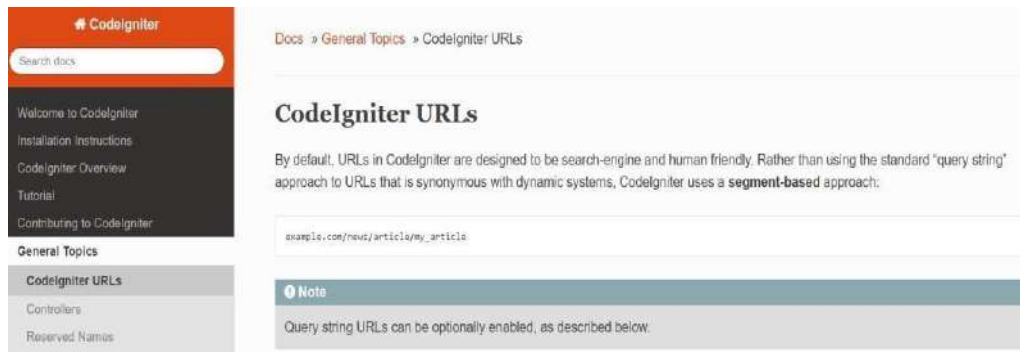 CodeIgniter
Search docs
Welcome to CodeIgniter
Installation Instructions
CodeIgniter Overview
Tutorial
Contributing to CodeIgniter
General Topics
CodeIgniter URLs
Controllers
Reserved Names
Docs » General Topics » CodeIgniter URLs
CodeIgniter URLs
By default, URLs in CodeIgniter are designed to be search-engine and human friendly. Rather than using the standard "query string"
approach to URLs that is synonymous with dynamic systems, CodeIgniter uses a segment-based approach:
example.com/news/article/my_article
Note
Query string URLs can be optionally enabled, as described below.